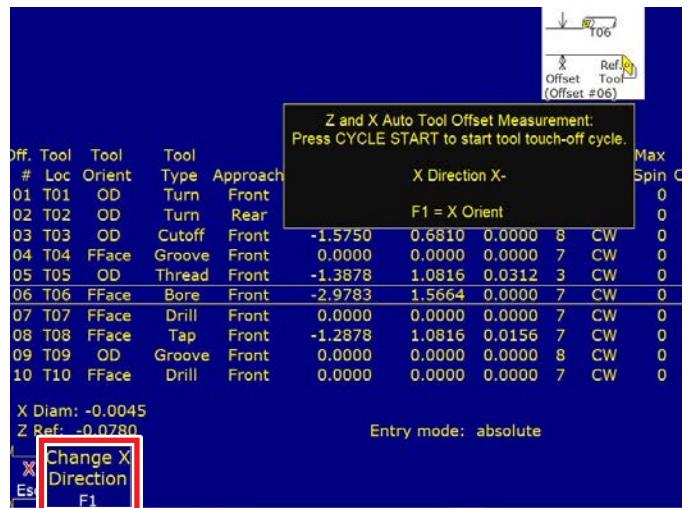 T06
X Ref.
Offset Tool
(Offset #06)
Z and X Auto Tool Offset Measurement:
Press CYCLE START to start tool touch-off cycle.
X Direction X-
F1 = X Orient
Off. Tool Tool Tool Max
# Loc Orient Type Approach Spin C
01 T01 OD Turn Front 0
02 T02 OD Turn Rear 0
03 T03 OD Cutoff Front -1.5750 0.6810 0.0000 8 CW 0
04 T04 FFace Groove Front 0.0000 0.0000 0.0000 7 CW 0
05 T05 OD Thread Front -1.3878 1.0816 0.0312 3 CW 0
06 T06 FFace Bore Front -2.9783 1.5664 0.0000 7 CW 0
07 T07 FFace Drill Front 0.0000 0.0000 0.0000 7 CW 0
08 T08 FFace Tap Front -1.2878 1.0816 0.0156 7 CW 0
09 T09 OD Groove Front 0.0000 0.0000 0.0000 8 CW 0
10 T10 FFace Drill Front 0.0000 0.0000 0.0000 7 CW 0
X Diam: -0.0045
Z Ref: -0.0780 Entry mode: absolute
X
Esc
Change X
Direction
F1